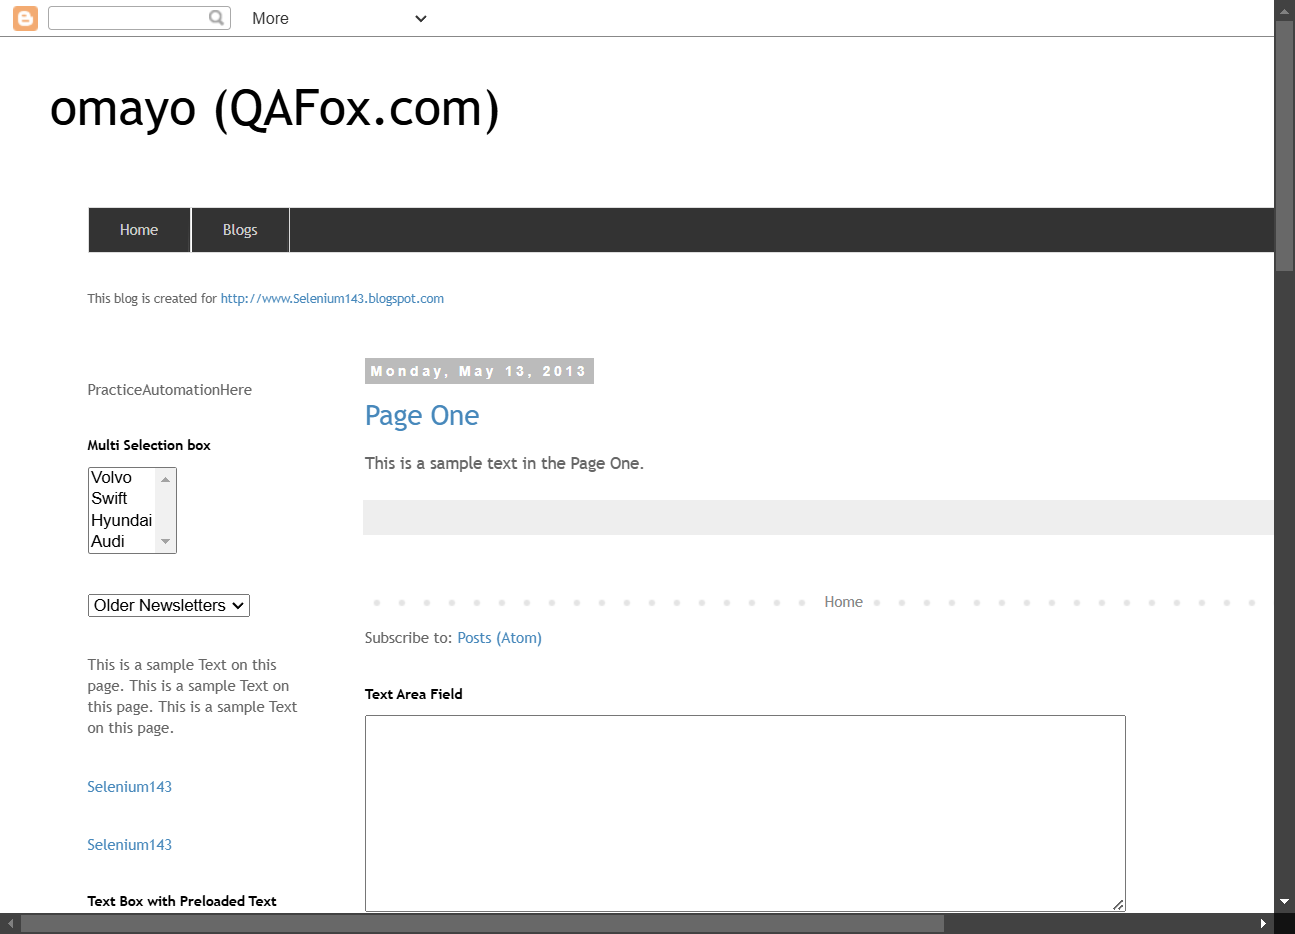 More
omayo (QAFox.com)
Home
Blogs
This blog is created for http://www.Selenium143.blogspot.com
PracticeAutomationHere
Multi Selection box
Volvo
Swift
Hyundai
Audi
Older Newsletters
This is a sample Text on this
page. This is a sample Text on
this page. This is a sample Text
on this page.
Selenium143
Selenium143
Text Box with Preloaded Text
Monday, May 13, 2013
Page One
This is a sample text in the Page One.
Home
Subscribe to: Posts (Atom)
Text Area Field